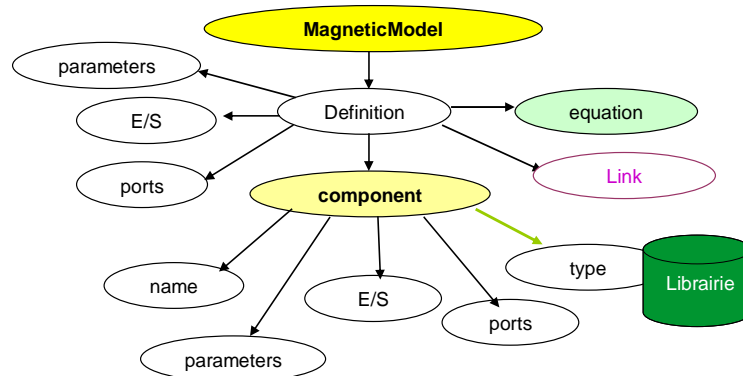 MagneticModel
parameters
E/S
Definition
equation
ports
Link
component
name
E/S
type
Librairie
ports
parameters